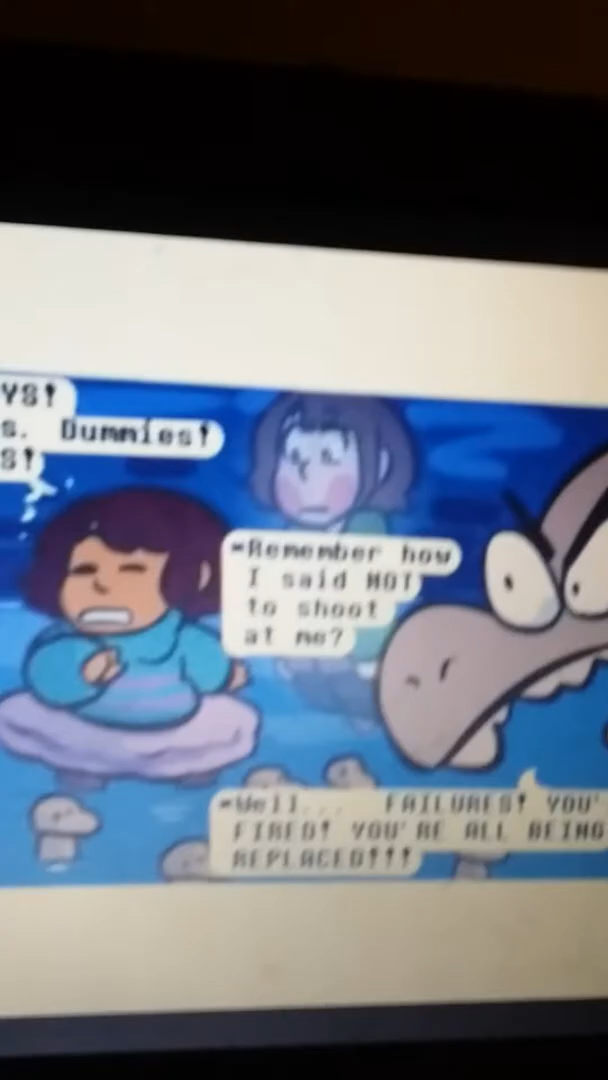 YS!
s. Dummies!
S!
-Remember how
I said NOT
to shoot
at me?
-Well... FAILURES! YOU'
FIRED! YOU'RE ALL BEING
REPLACED!!!